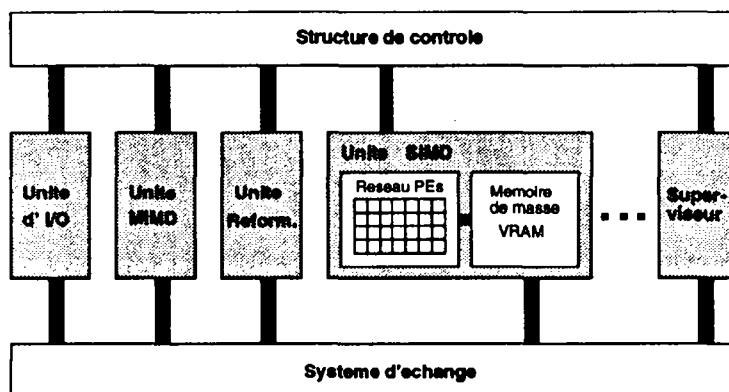 Structure de controle
Unite
d' I/O
Unite
MIMD
Unite
Reform.
Unite SIMD
Reseau PEs
Memoire
de masse
VRAM
Super-
viseur
Systeme d'echange